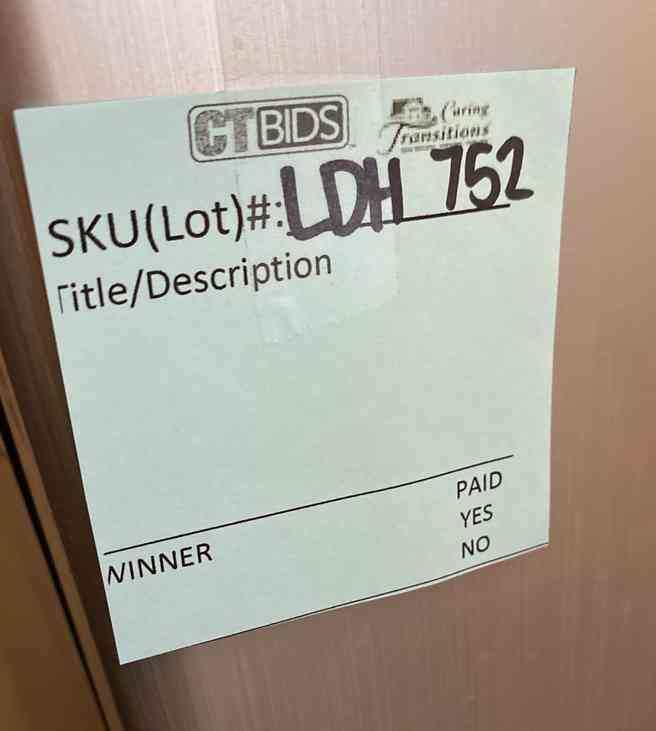 CTBIDS
Caring
Transitions
SKU(Lot)#: LDH 752
Title/Description
PAID
YES
WINNER
NO